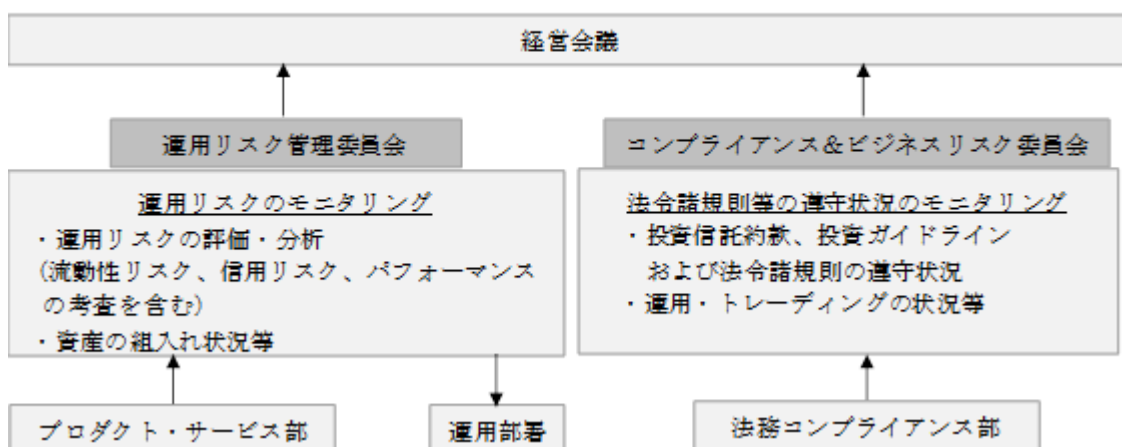 経営会議
運用リスク管理委員会
運用リスクのモニタリング
・運用リスクの評価・分析
(流動性リスク、信用リスク、パフォーマンス
の考査を含む)
・資産の組入れ状況等
プロダクト・サービス部
運用部署
コンプライアンス＆ビジネスリスク委員会
法令諸規則等の遵守状況のモニタリング
・投資信託約款、投資ガイドライン
および法令諸規則の遵守状況
・運用・トレーディングの状況等
法務コンプライアンス部